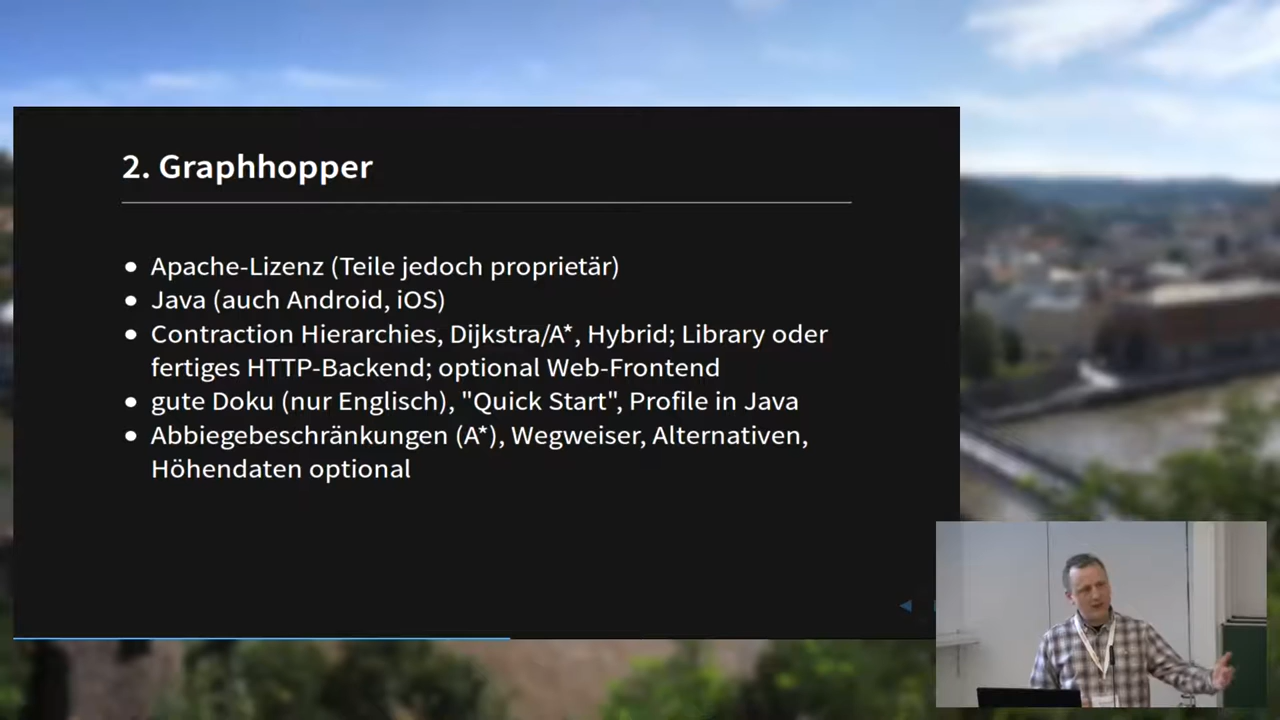 2. Graphhopper
• Apache-Lizenz (Teile jedoch proprietär)
• Java (auch Android, iOS)
• Contraction Hierarchies, Dijkstra/A*, Hybrid; Library oder
fertiges HTTP-Backend; optional Web-Frontend
• gute Doku (nur Englisch), "Quick Start", Profile in Java
• Abbiegebeschränkungen (A*), Wegweiser, Alternativen,
Höhendaten optional